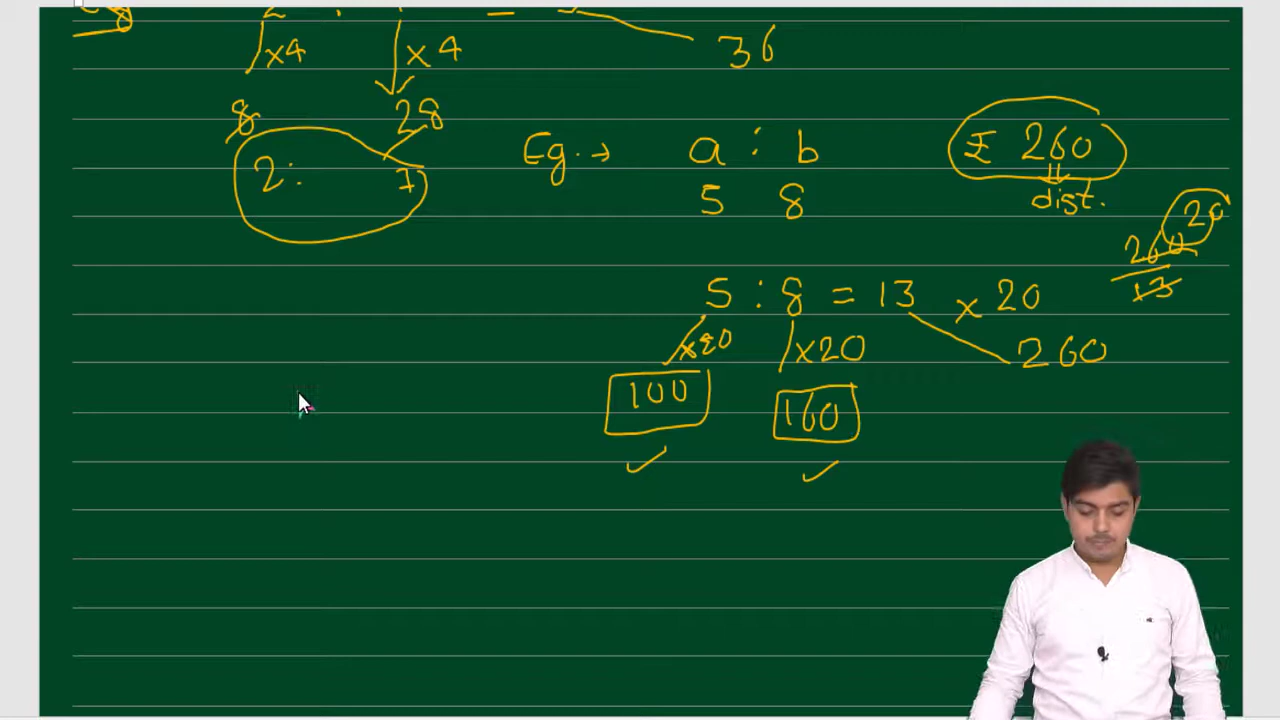 x4 x4 36
8 28
2: 7
Eg. → a : b ₹ 260
5 8 dist.
260 20
13
5 : 8 = 13 x 20
x20 x20 260
100 160